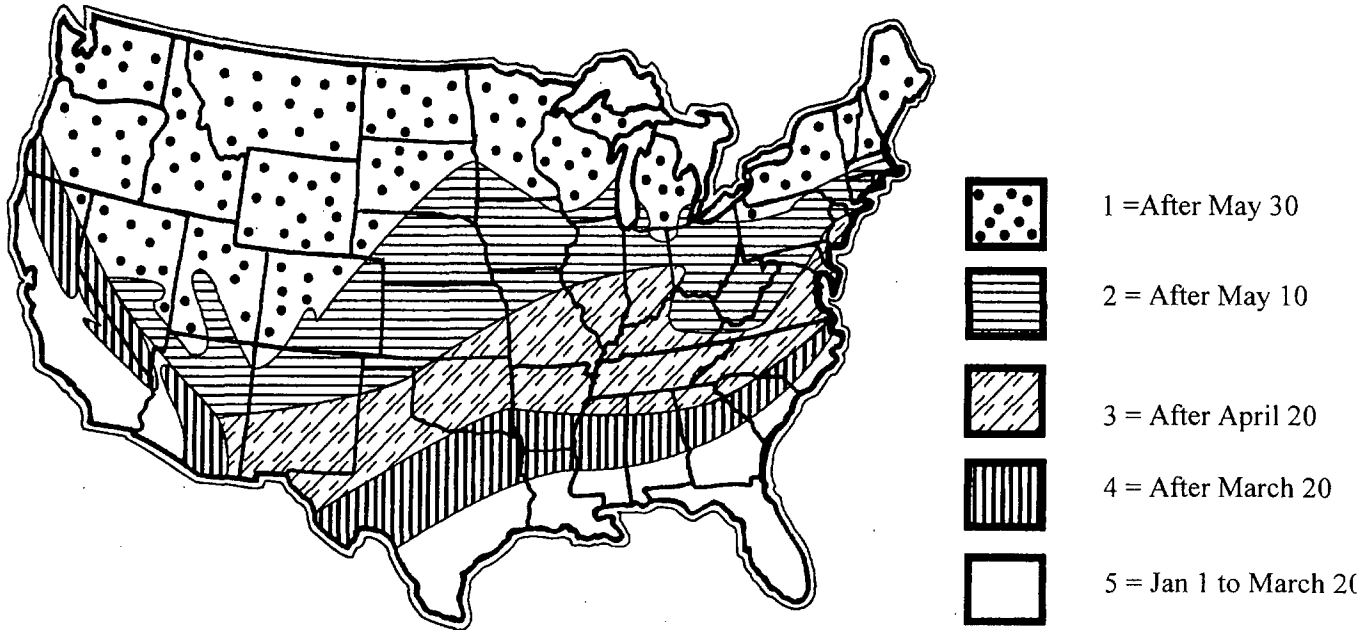 1 =After May 30
2 = After May 10
3 = After April 20
4 = After March 20
5 = Jan 1 to March 20